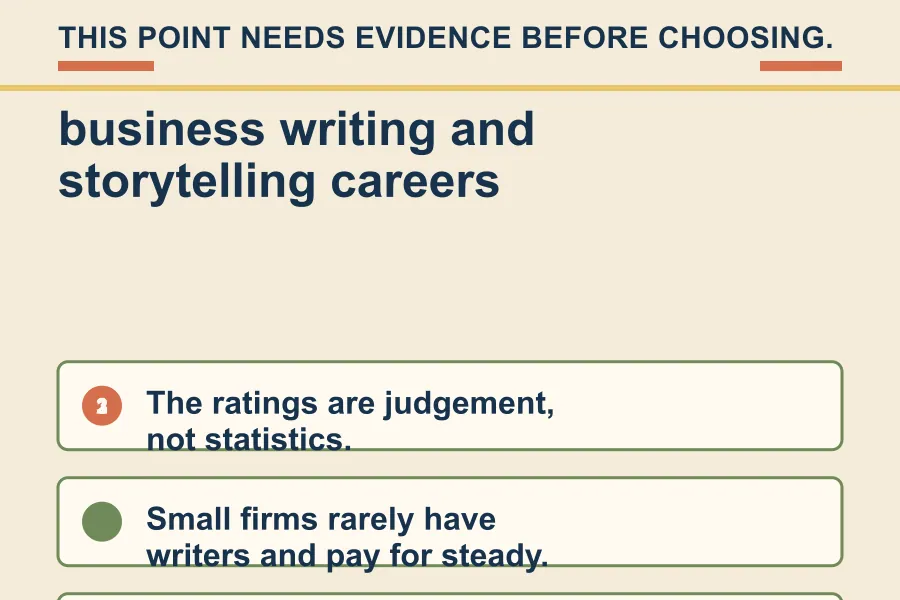 THIS POINT NEEDS EVIDENCE BEFORE CHOOSING.
business writing and
storytelling careers
The ratings are judgement,
not statistics.
Small firms rarely have
writers and pay for steady.